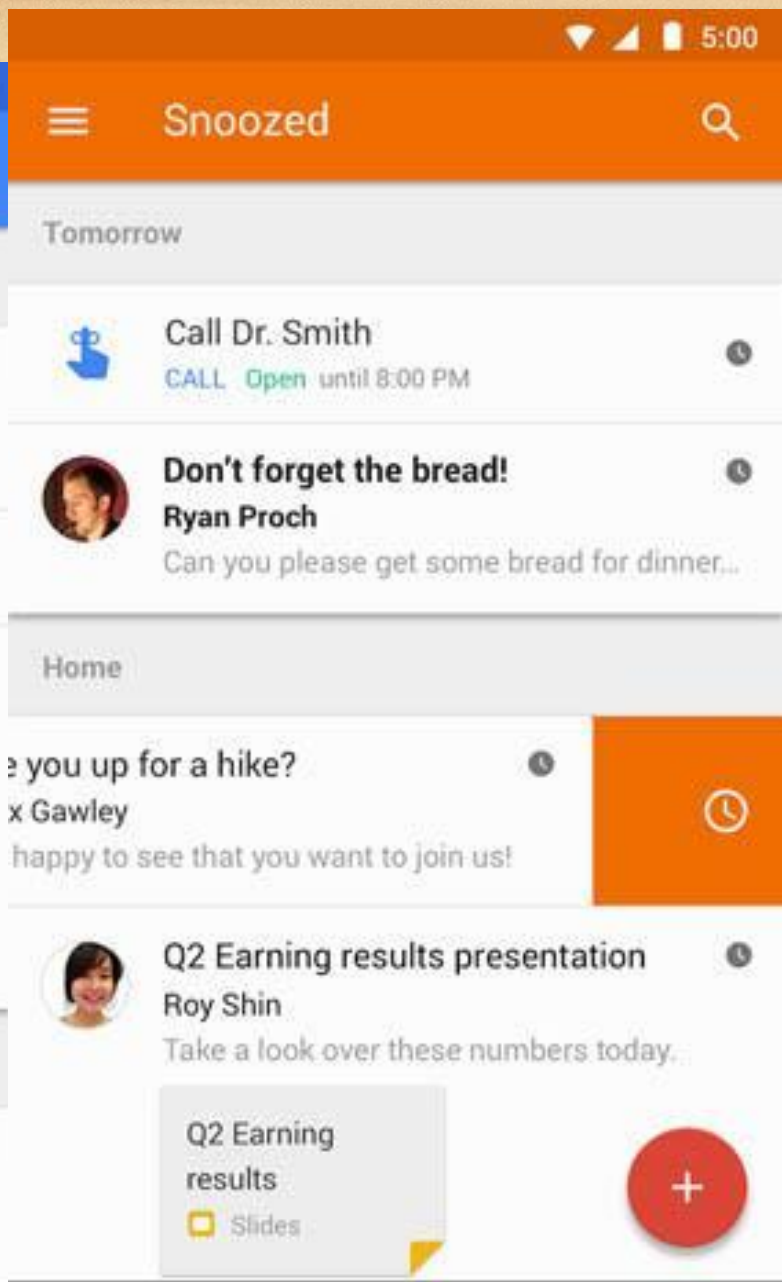 5:00
Snoozed
Tomorrow
Call Dr. Smith
CALL Open until 8:00 PM
Don't forget the bread!
Ryan Proch
Can you please get some bread for dinner...
Home
e you up for a hike?
x Gawley
happy to see that you want to join us!
Q2 Earning results presentation
Roy Shin
Take a look over these numbers today.
Q2 Earning
results
Slides